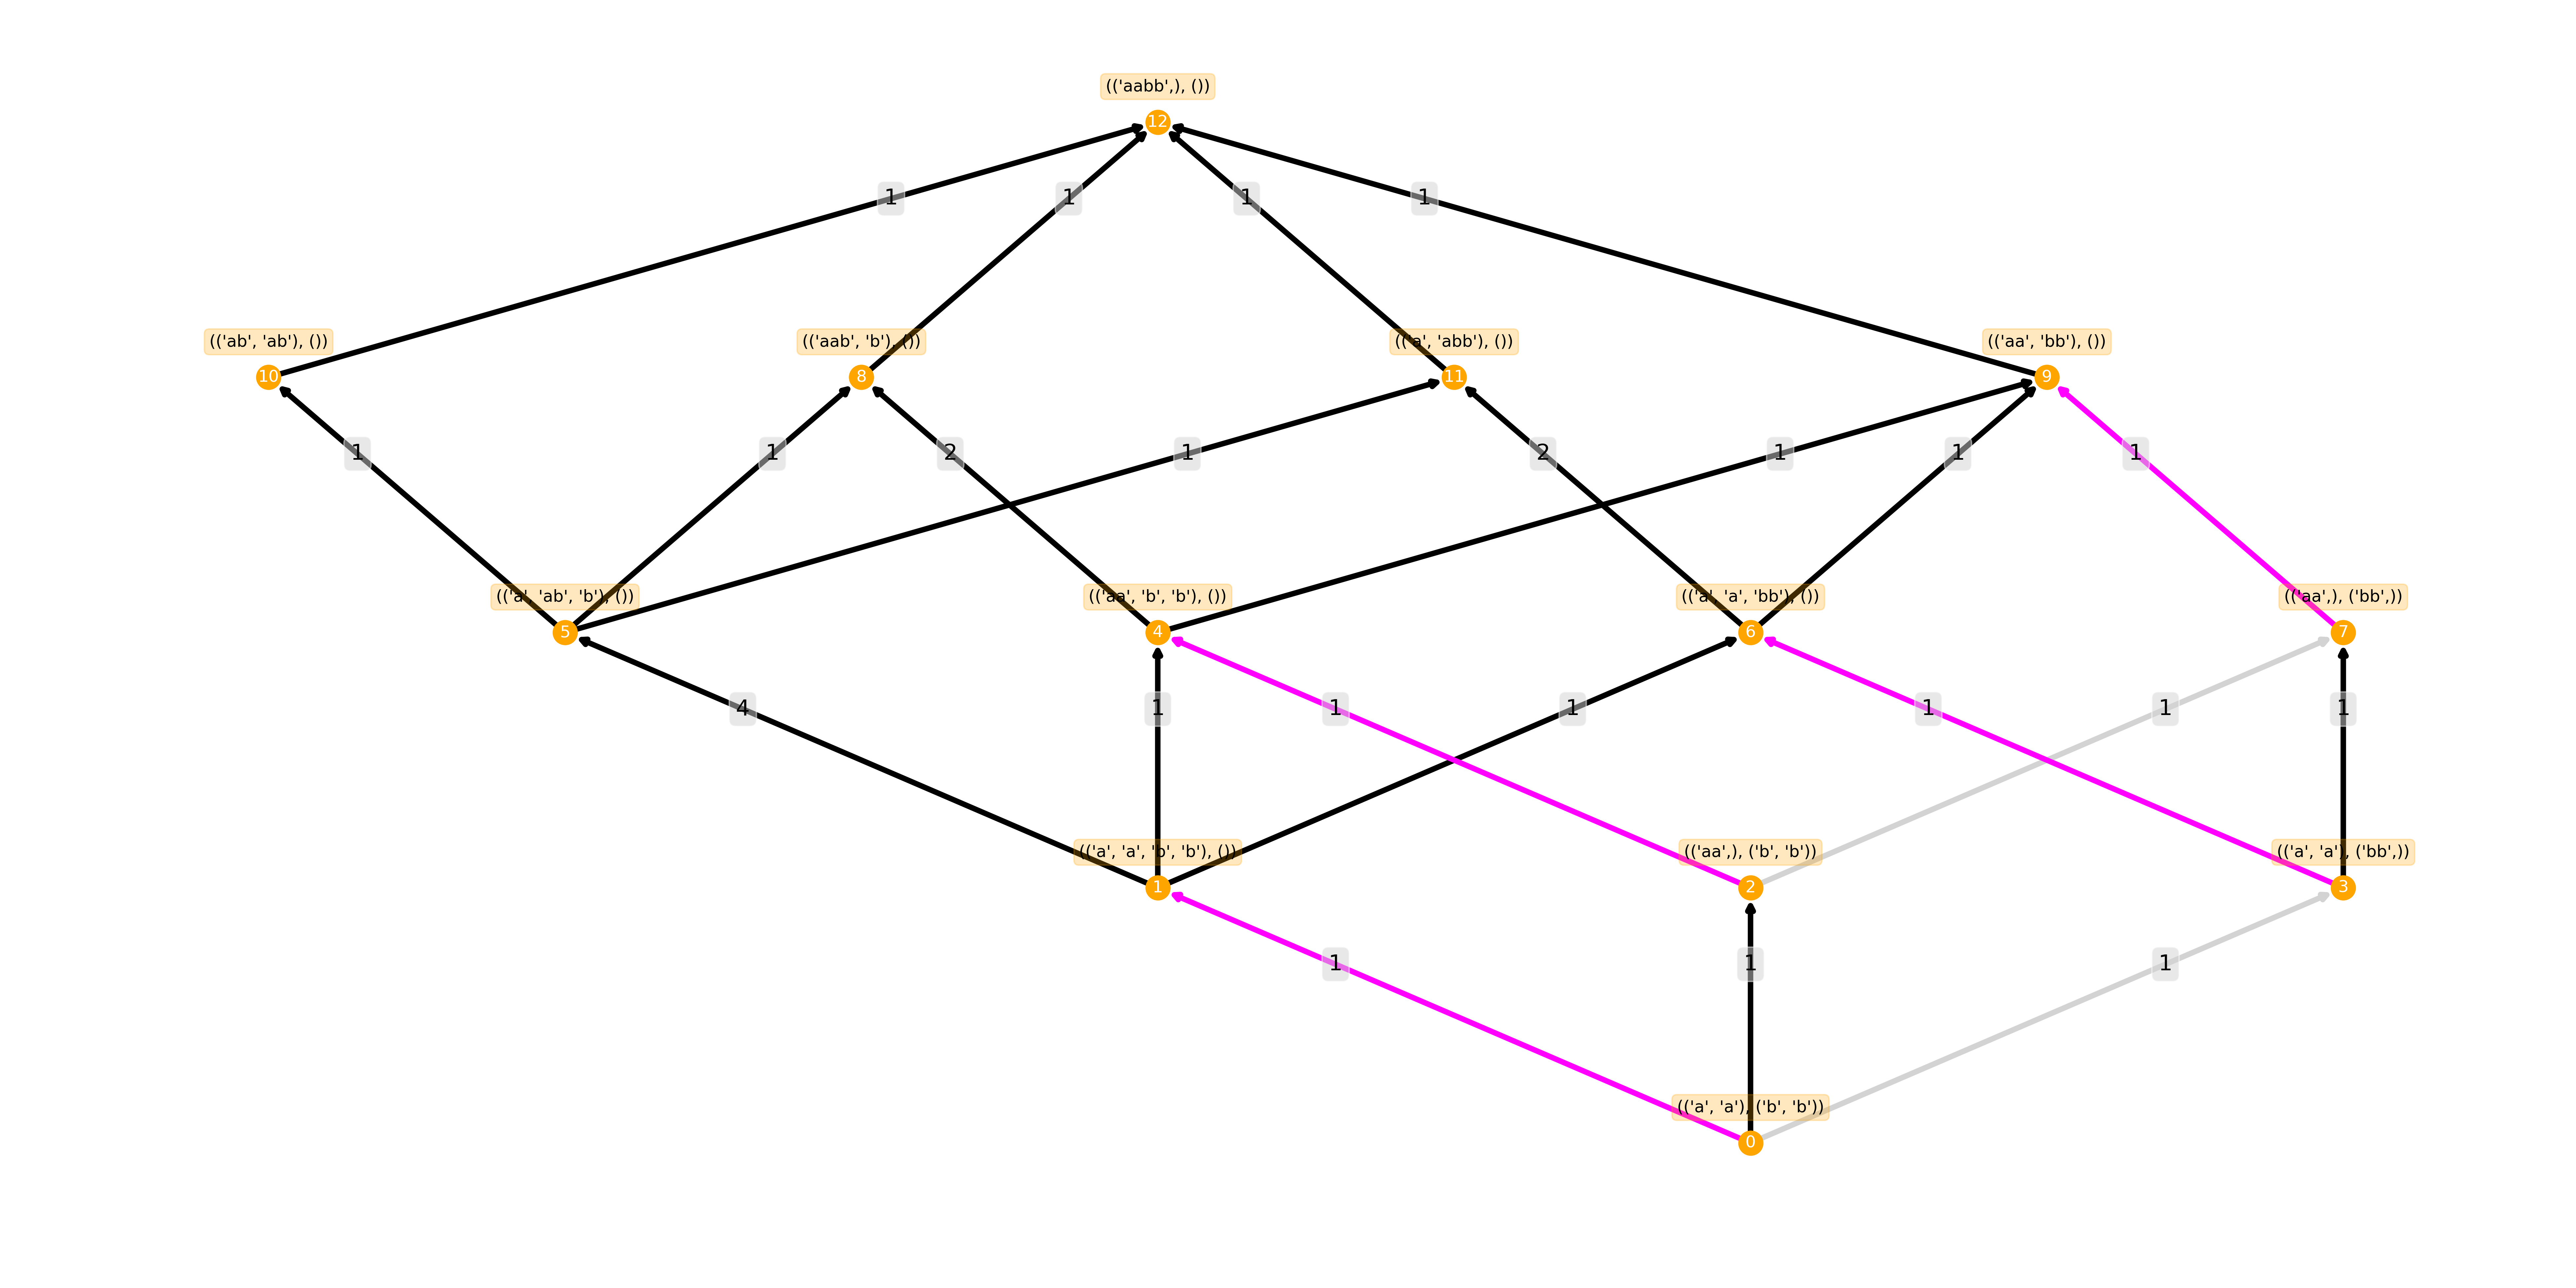 (('aabb',), ())
12
1
1
1
1
(('ab', 'ab'), ())
(('aab', 'b'), ())
(('a', 'abb'), ())
(('aa', 'bb'), ())
10
8
11
9
1
1
2
1
2
1
1
1
(('a', 'ab', 'b'), ())
(('aa', 'b', 'b'), ())
(('a', 'a', 'bb'), ())
(('aa',), ('bb',))
5
4
6
7
4
1
1
1
1
1
1
(('a', 'a', 'b', 'b'), ())
(('aa',), ('b', 'b'))
(('a', 'a'), ('bb',))
1
2
3
1
1
1
(('a', 'a'), ('b', 'b'))
0